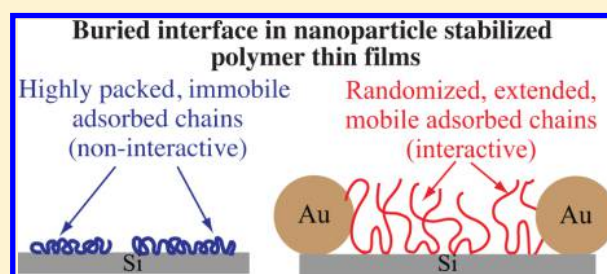 Buried interface in nanoparticle stabilized
polymer thin films
Highly packed, immobile
adsorbed chains
(non-interactive)
Randomized, extended,
mobile adsorbed chains
(interactive)
Au
Au
Si
Si